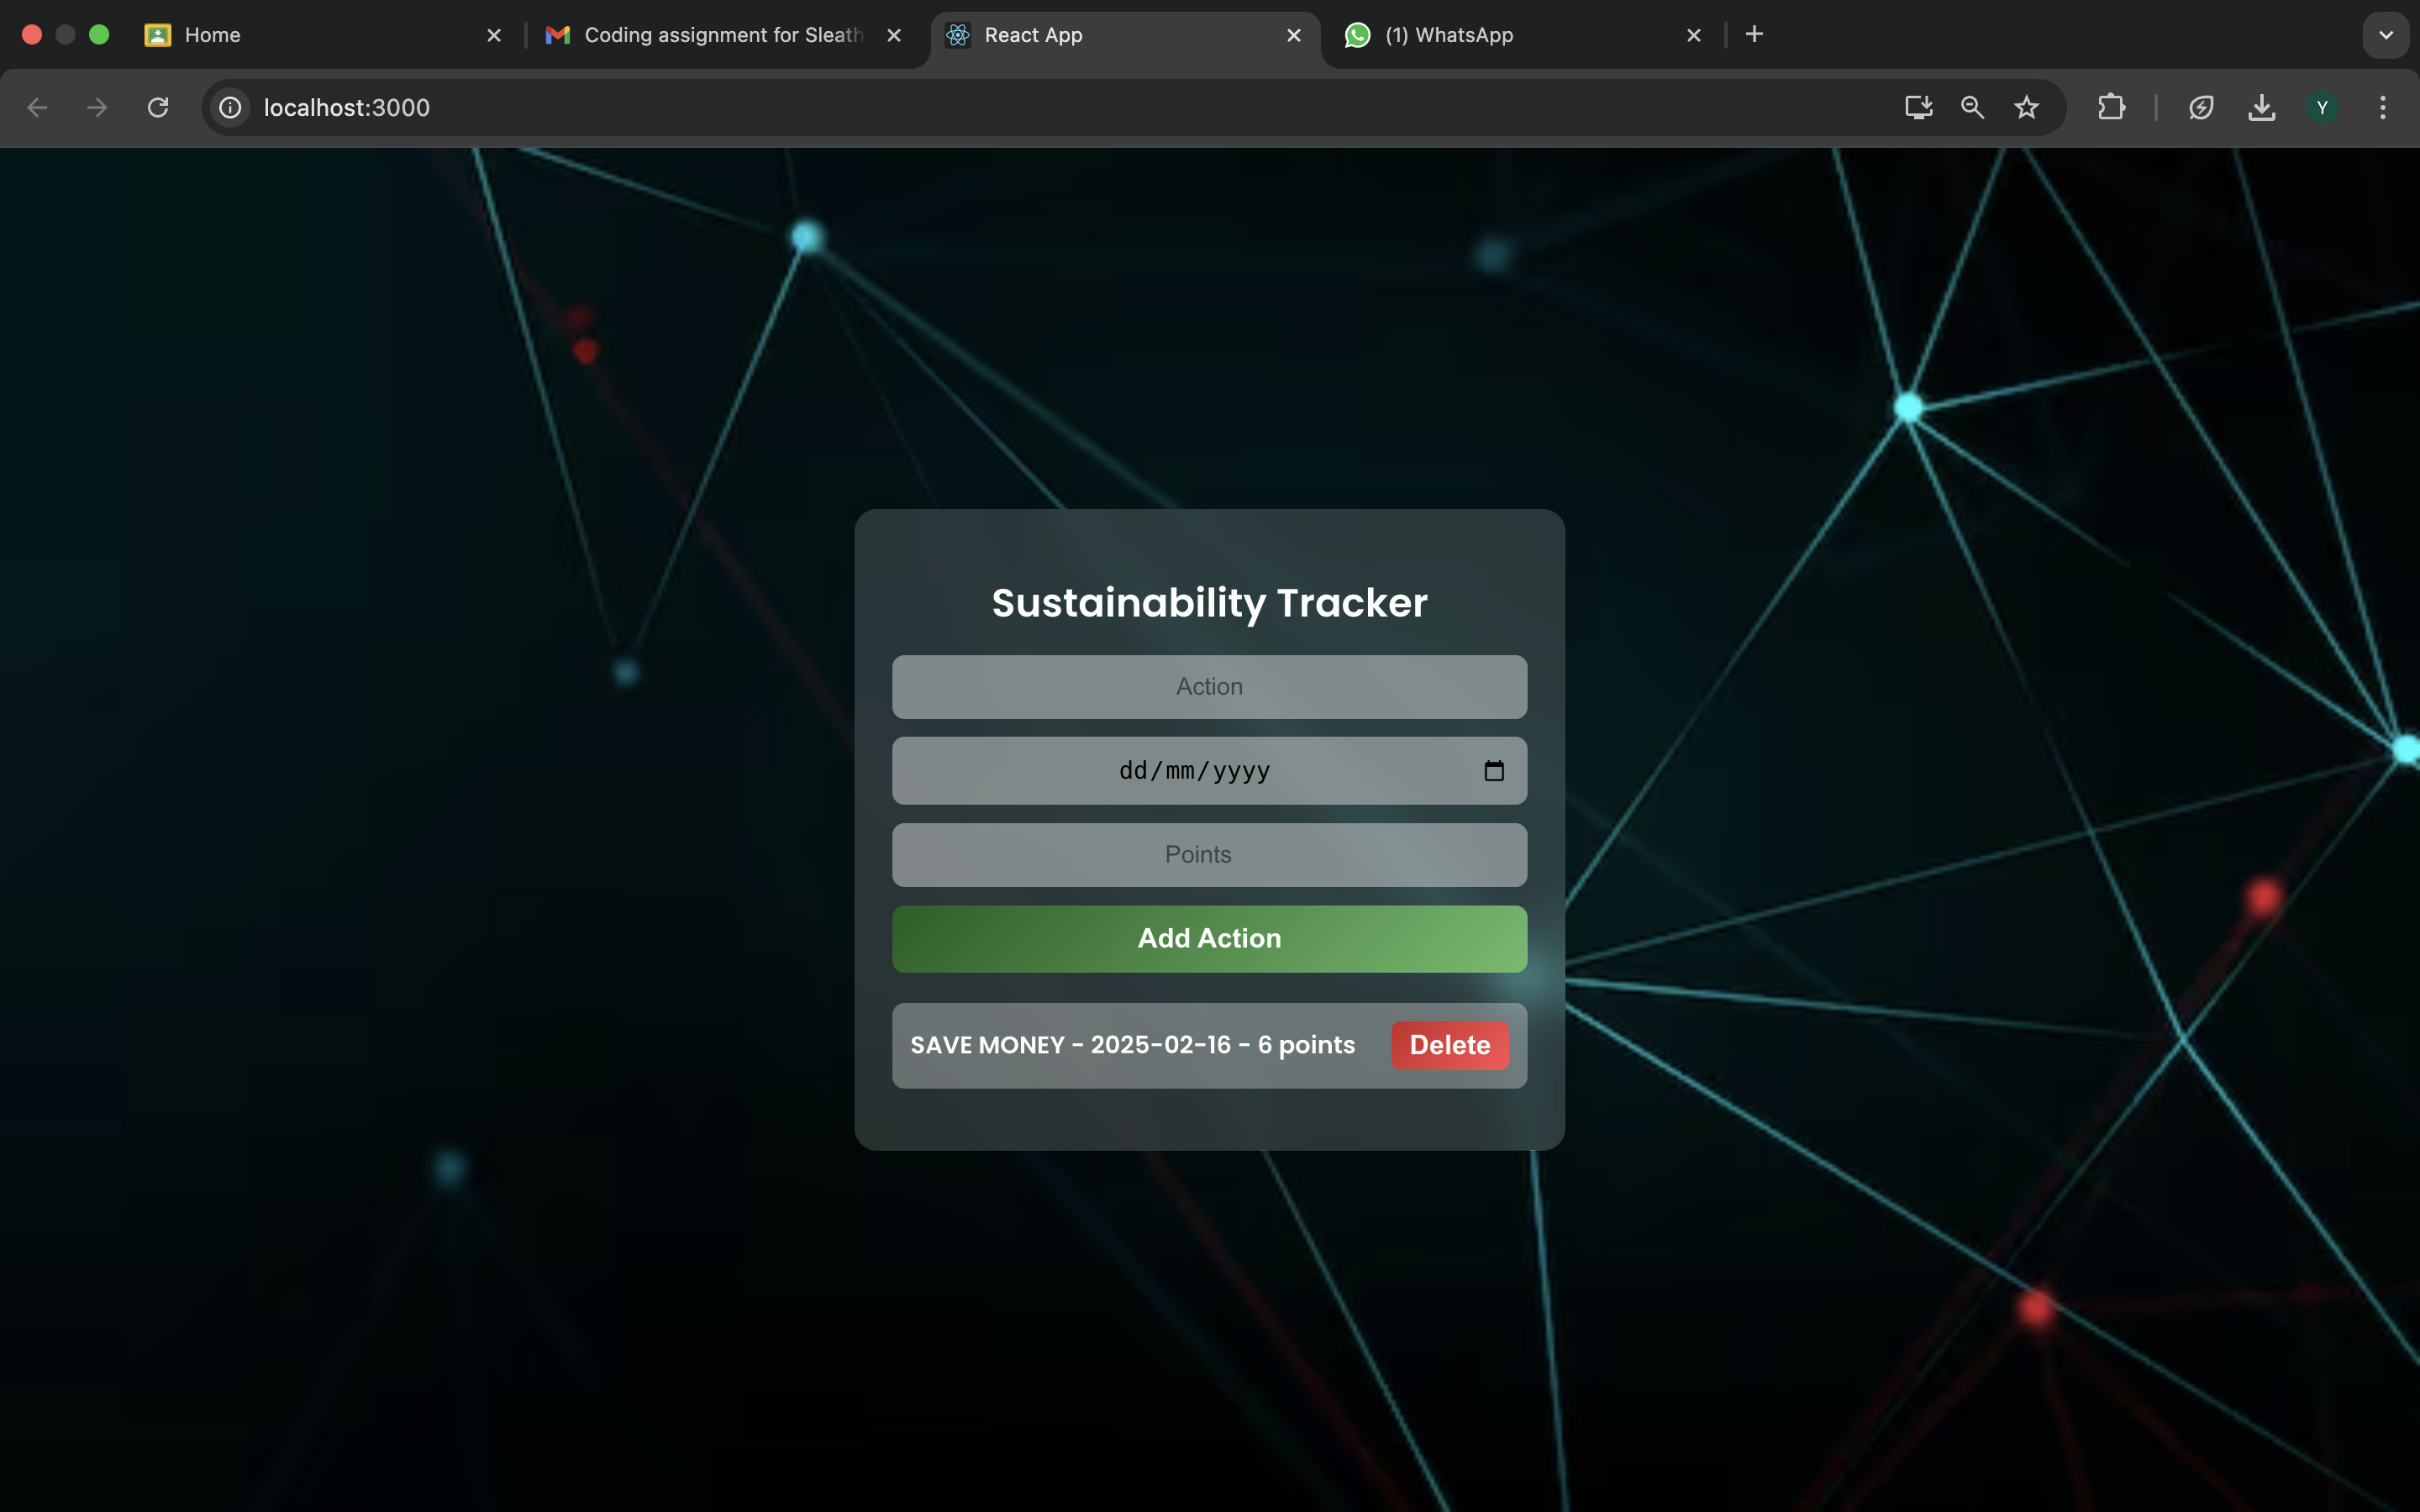 Home
Coding assignment for Sleath
React App
(1) WhatsApp
localhost:3000
Y
Sustainability Tracker
Action
dd/mm/yyyy
Points
Add Action
SAVE MONEY - 2025-02-16 - 6 points
Delete